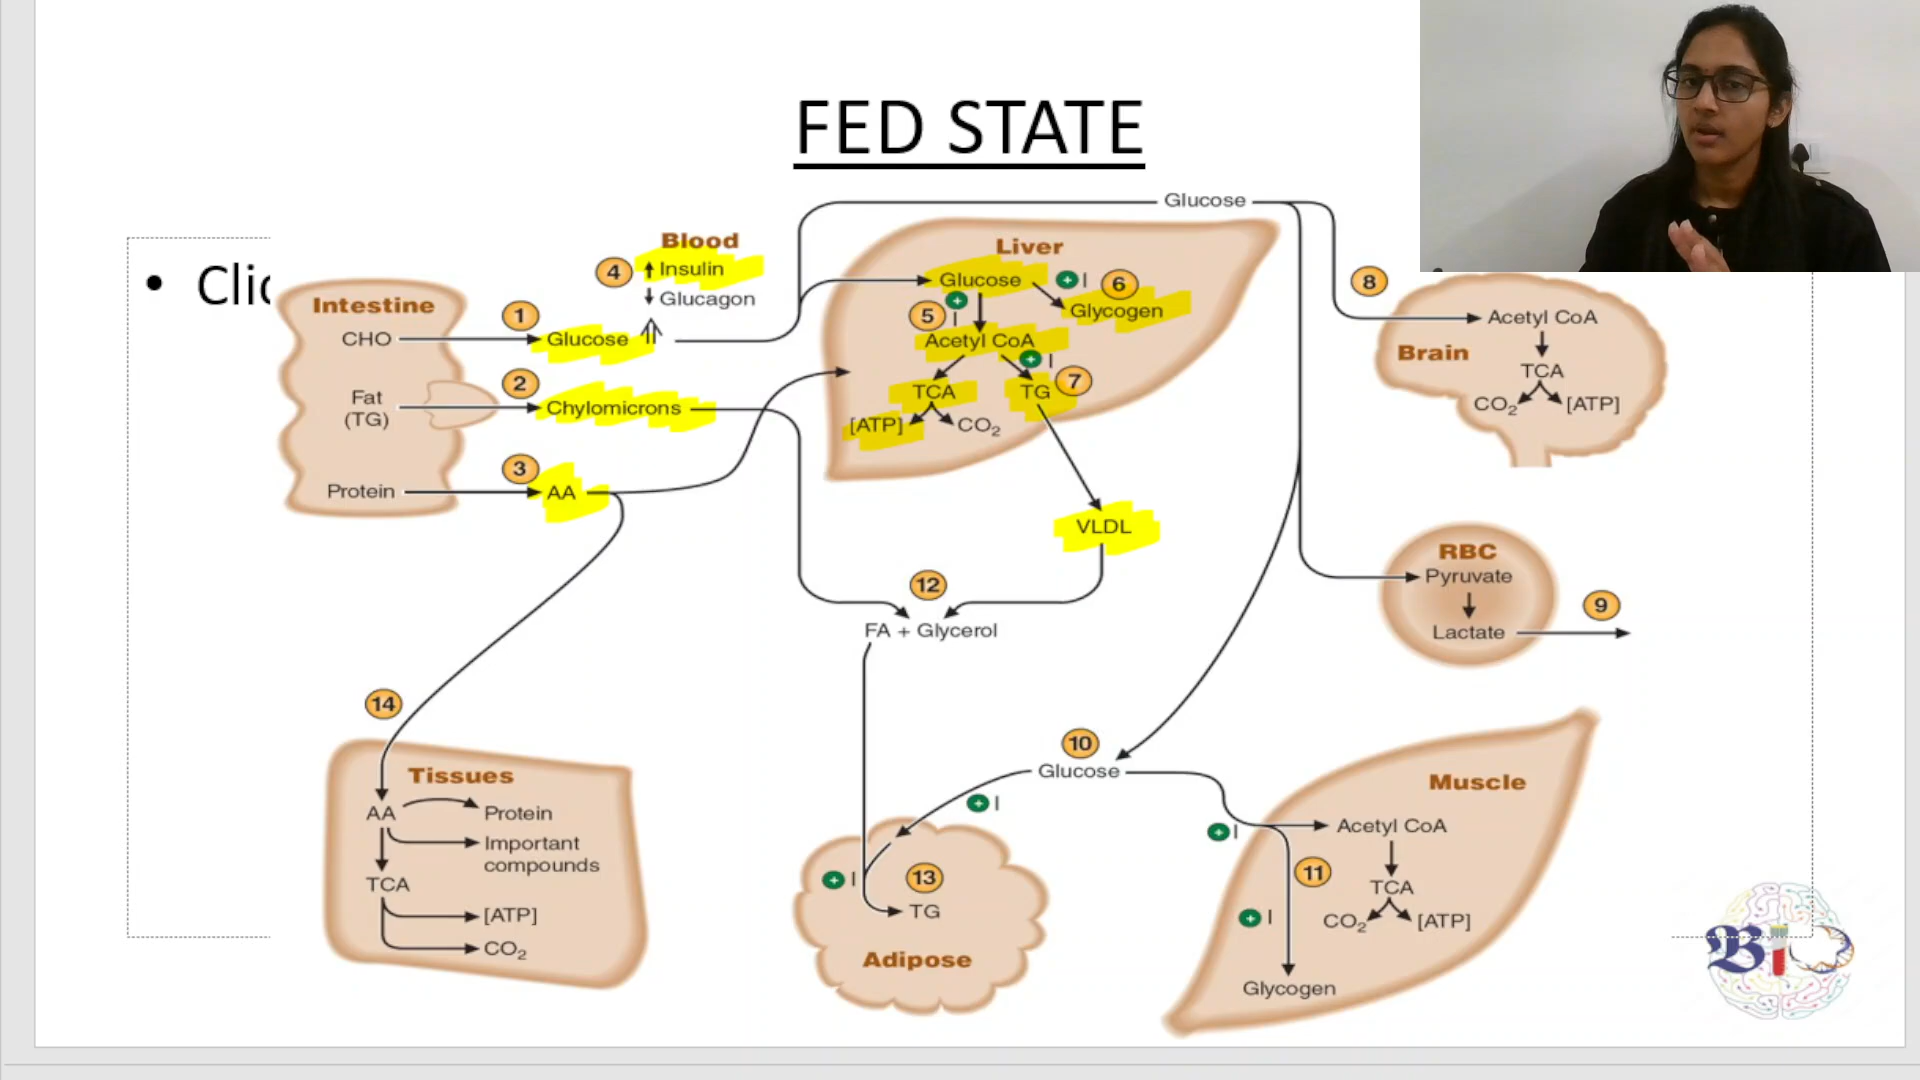 FED STATE
• Clic
Glucose
Blood
4
↑ Insulin
↓ Glucagon
Intestine
CHO
1
Glucose
Fat
(TG)
2
Chylomicrons
Protein
3
AA
Liver
Glucose
+ I
6
Glycogen
5
+
I
Acetyl CoA
+ I
7
TCA
TG
[ATP]
CO₂
VLDL
8
Acetyl CoA
Brain
TCA
CO₂
[ATP]
RBC
Pyruvate
9
Lactate
12
FA + Glycerol
14
Tissues
AA
Protein
Important
compounds
TCA
[ATP]
CO₂
10
Glucose
+ I
+ I
13
TG
Adipose
Muscle
+ I
Acetyl CoA
11
TCA
+ I
CO₂
[ATP]
Glycogen